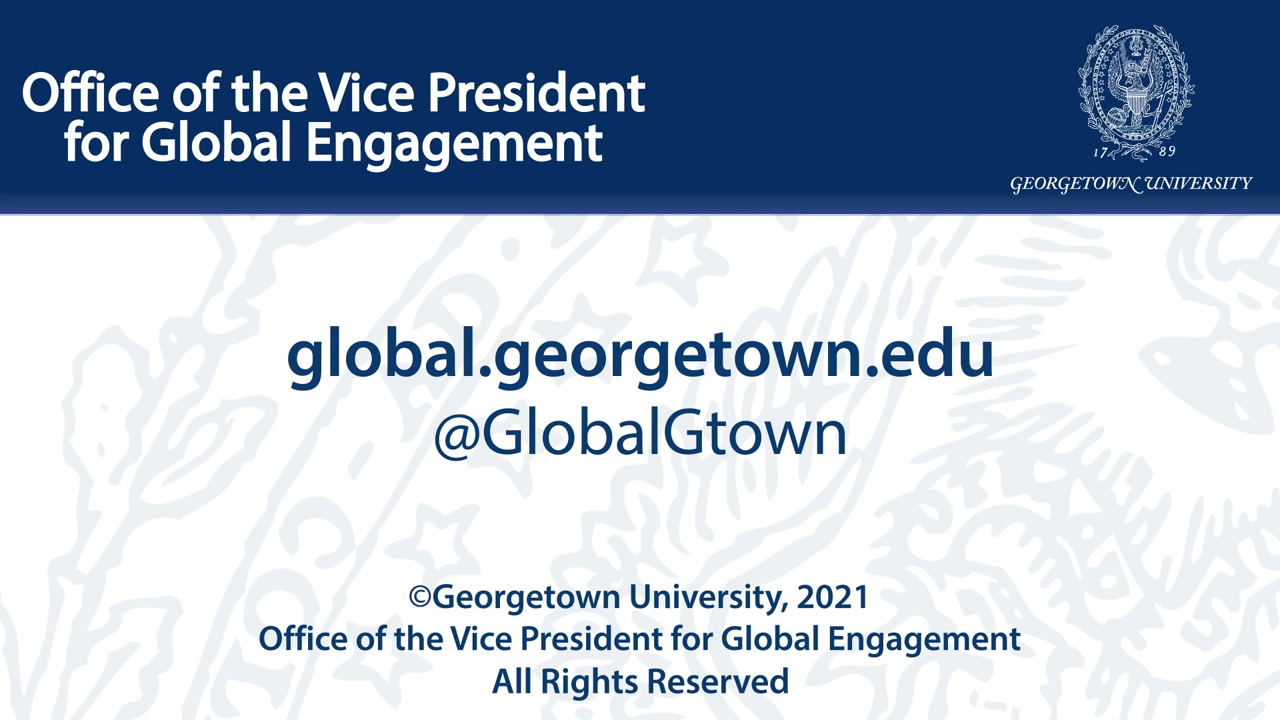 Office of the Vice President
for Global Engagement
17 89
GEORGETOWN UNIVERSITY
global.georgetown.edu
@GlobalGtown
©Georgetown University, 2021
Office of the Vice President for Global Engagement
All Rights Reserved